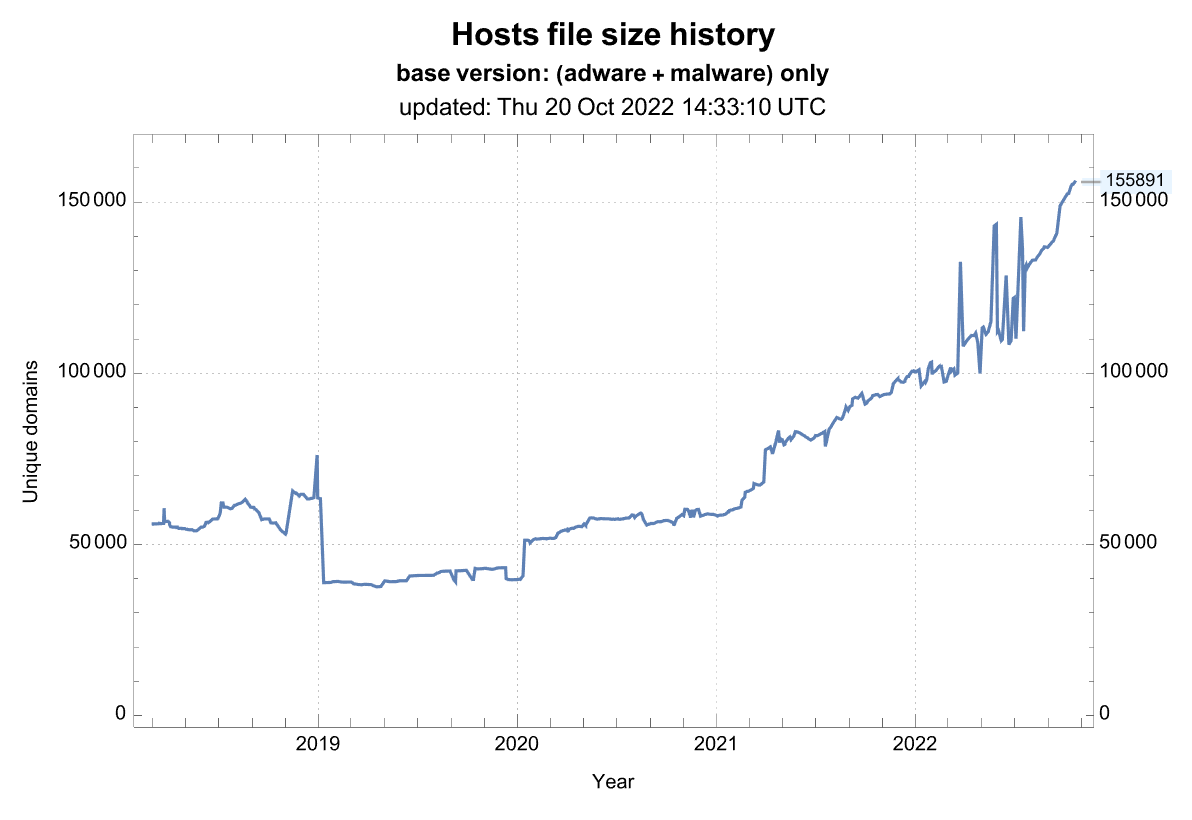 Hosts file size history
base version: (adware + malware) only
updated: Thu 20 Oct 2022 14:33:10 UTC
155891
150 000
150 000
100 000
100 000
Unique domains
50 000
50 000
0
0
2019
2020
2021
2022
Year